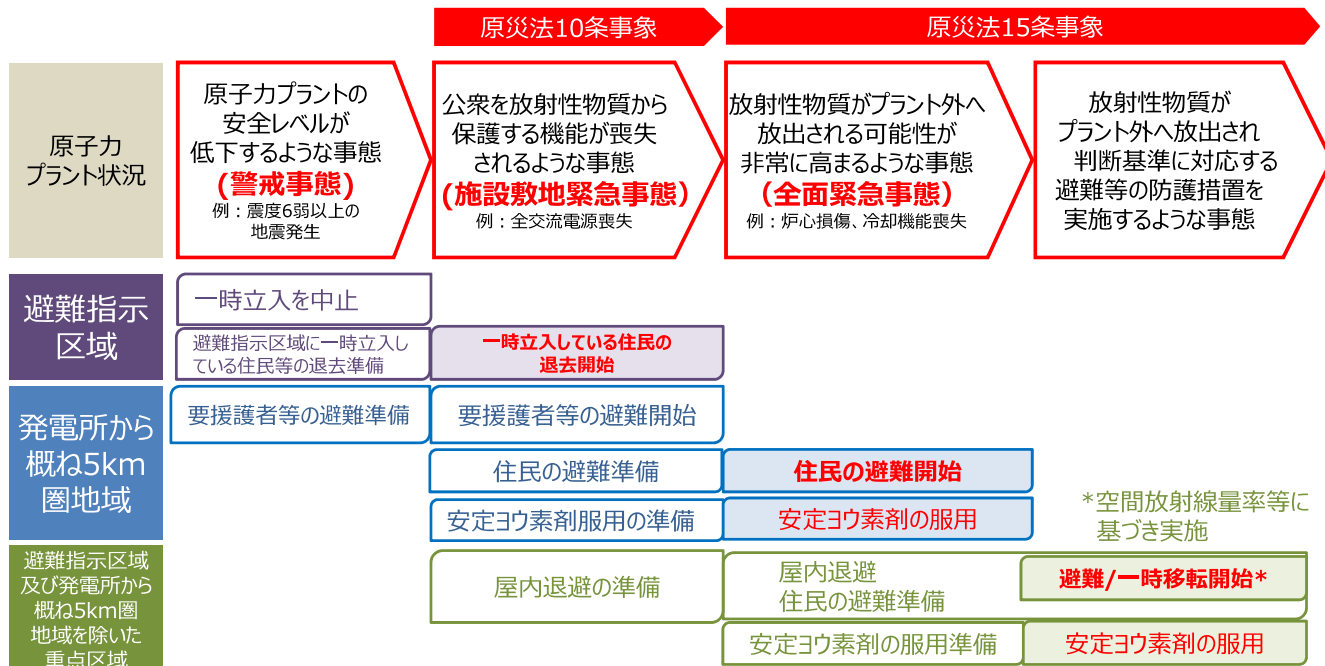 原災法10条事象
原災法15条事象
原子力
プラント状況
原子力プラントの
安全レベルが
低下するような事態
(警戒事態)
例：震度6弱以上の
地震発生
公衆を放射性物質から
保護する機能が喪失
されるような事態
(施設敷地緊急事態)
例：全交流電源喪失
放射性物質がプラント外へ
放出される可能性が
非常に高まるような事態
(全面緊急事態)
例：炉心損傷、冷却機能喪失
放射性物質が
プラント外へ放出され
判断基準に対応する
避難等の防護措置を
実施するような事態
避難指示
区域
一時立入を中止
避難指示区域に一時立入し
ている住民等の退去準備
一時立入している住民の
退去開始
発電所から
概ね5km
圏地域
要援護者等の避難準備
要援護者等の避難開始
住民の避難準備
住民の避難開始
安定ヨウ素剤服用の準備
安定ヨウ素剤の服用
*空間放射線量率等に
基づき実施
避難指示区域
及び発電所から
概ね5km圏
地域を除いた
重点区域
屋内退避の準備
屋内退避
住民の避難準備
避難/一時移転開始*
安定ヨウ素剤の服用準備
安定ヨウ素剤の服用